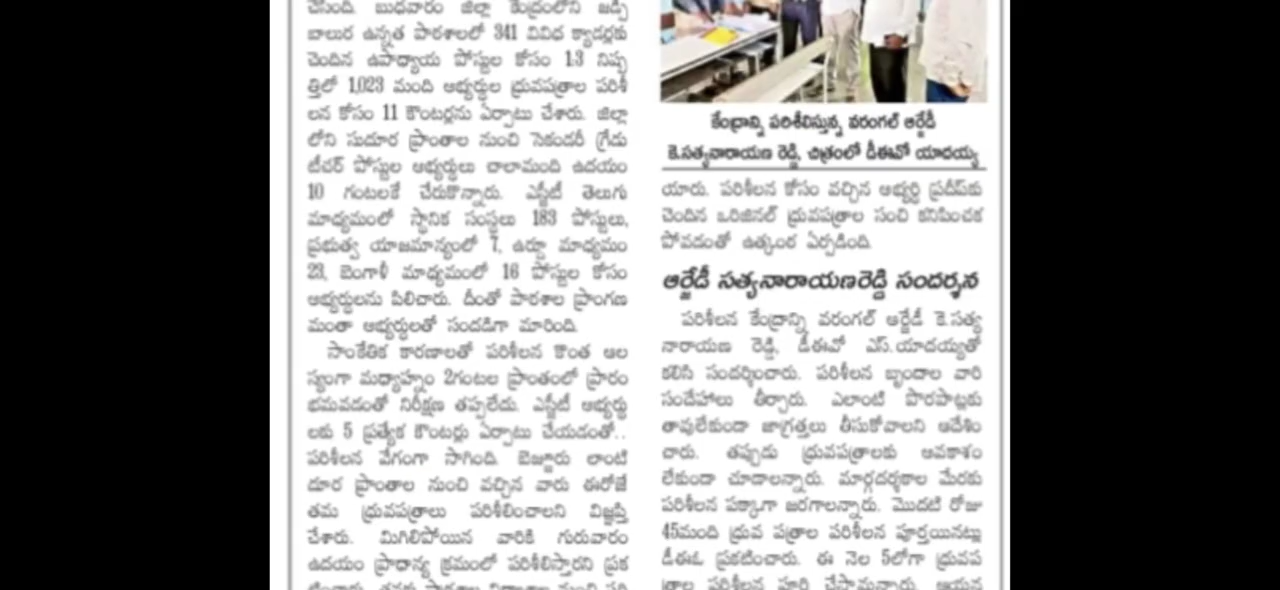 చేసింది. బుధవారం జిల్లా కేంద్రంలోని జడ్పీ
బాలుర ఉన్నత పాఠశాలలో 341 వివిధ క్యాడర్లకు
చెందిన ఉపాధ్యాయ పోస్టుల కోసం 1:3 నిష్ప
త్తిలో 1,023 మంది అభ్యర్థుల ధ్రువపత్రాల పరిశీ
లన కోసం 11 కౌంటర్లను ఏర్పాటు చేశారు. జిల్లా
లోని సుదూర ప్రాంతాల నుంచి సెకండరీ గ్రేడు
టీచర్ పోస్టుల అభ్యర్థులు చాలామంది ఉదయం
10 గంటలకే చేరుకొన్నారు. ఎస్జీటీ తెలుగు
మాధ్యమంలో స్థానిక సంస్థలు 183 పోస్టులు,
ప్రభుత్వ యాజమాన్యంలో 7, ఉర్దూ మాధ్యమం
23, బెంగాళీ మాధ్యమంలో 16 పోస్టుల కోసం
అభ్యర్థులను పిలిచారు. దీంతో పాఠశాల ప్రాంగణ
మంతా అభ్యర్థులతో సందడిగా మారింది.
సాంకేతిక కారణాలతో పరిశీలన కొంత ఆల
స్యంగా మధ్యాహ్నం 2గంటల ప్రాంతంలో ప్రారం
భమవడంతో నిరీక్షణ తప్పలేదు. ఎస్జీటీ అభ్యర్థు
లకు 5 ప్రత్యేక కౌంటర్లు ఏర్పాటు చేయడంతో..
పరిశీలన వేగంగా సాగింది. బెజ్జూరు లాంటి
దూర ప్రాంతాల నుంచి వచ్చిన వారు ఈరోజే
తమ ధ్రువపత్రాలు పరిశీలించాలని విజ్ఞప్తి
చేశారు. మిగిలిపోయిన వారికి గురువారం
ఉదయం ప్రాధాన్య క్రమంలో పరిశీలిస్తారని ప్రక
కేంద్రాన్ని పరిశీలిస్తున్న వరంగల్ ఆర్జేడీ
కె.సత్యనారాయణ రెడ్డి, చిత్రంలో డీఈవో యాదయ్య
యారు. పరిశీలన కోసం వచ్చిన అభ్యర్థి ప్రదీప్‌కు
చెందిన ఒరిజినల్ ధ్రువపత్రాల సంచి కనిపించక
పోవడంతో ఉత్కంఠ ఏర్పడింది.
ఆర్జేడీ సత్యనారాయణరెడ్డి సందర్శన
పరిశీలన కేంద్రాన్ని వరంగల్ ఆర్జేడీ కె.సత్య
నారాయణ రెడ్డి, డీఈవో ఎస్.యాదయ్యతో
కలిసి సందర్శించారు. పరిశీలన బృందాల వారి
సందేహాలు తీర్చారు. ఎలాంటి పొరపాట్లకు
తావులేకుండా జాగ్రత్తలు తీసుకోవాలని ఆదేశిం
చారు. తప్పుడు ధ్రువపత్రాలకు అవకాశం
లేకుండా చూడాలన్నారు. మార్గదర్శకాల మేరకు
పరిశీలన పక్కాగా జరగాలన్నారు. మొదటి రోజు
45మంది ధ్రువ పత్రాల పరిశీలన పూర్తయినట్లు
డీఈఓ ప్రకటించారు. ఈ నెల 5లోగా ధ్రువప
త్రాల పరిశీలన పూర్తి చేస్తామన్నారు. ఆయన